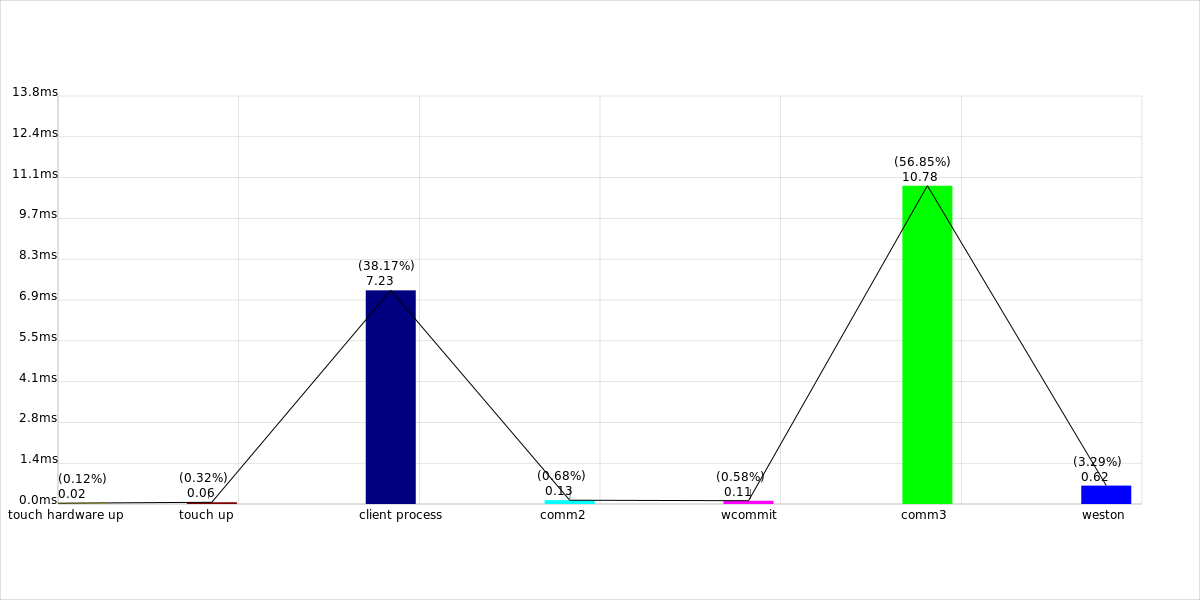 13.8ms
12.4ms
11.1ms
9.7ms
8.3ms
6.9ms
5.5ms
4.1ms
2.8ms
1.4ms
0.0ms
(0.12%)
0.02
(0.32%)
0.06
(38.17%)
7.23
(0.68%)
0.13
(0.58%)
0.11
(56.85%)
10.78
(3.29%)
0.62
touch hardware up
touch up
client process
comm2
wcommit
comm3
weston